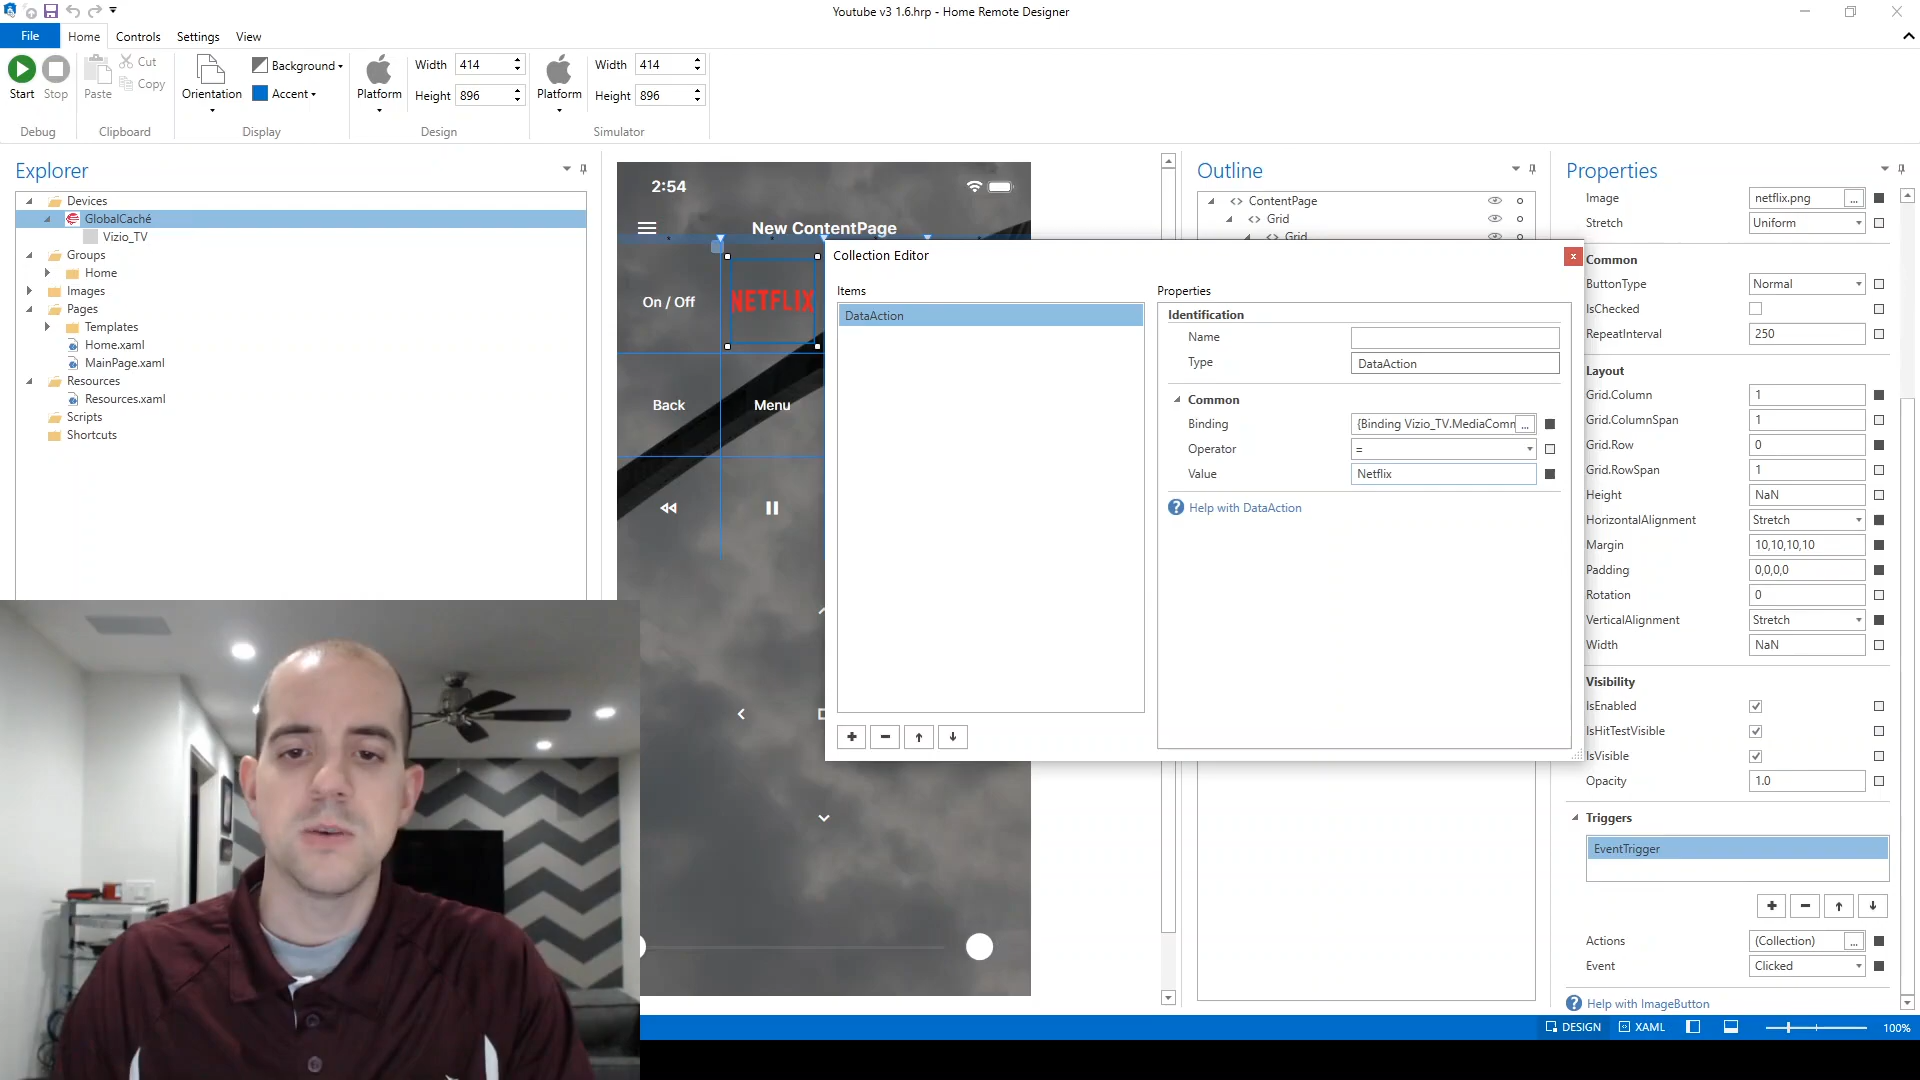 Youtube v3 1.6.hrp - Home Remote Designer
File Home Controls Settings View
Start Stop
Debug
Paste Cut Copy
Clipboard
Orientation Background Accent
Display
Platform Width 414 Height 896
Design
Platform Width 414 Height 896
Simulator
Explorer
Devices
GlobalCaché
Vizio_TV
Groups
Home
Images
Pages
Templates
Home.xaml
MainPage.xaml
Resources
Resources.xaml
Scripts
Shortcuts
2:54
New ContentPage
On / Off
NETFLIX
Back
Menu
Outline
ContentPage
Grid
Grid
Collection Editor
Items
DataAction
Properties
Identification
Name
Type DataAction
Common
Binding {Binding Vizio_TV.MediaComm ...
Operator =
Value Netflix
Help with DataAction
Properties
Image netflix.png ...
Stretch Uniform
Common
ButtonType Normal
IsChecked
RepeatInterval 250
Layout
Grid.Column 1
Grid.ColumnSpan 1
Grid.Row 0
Grid.RowSpan 1
Height NaN
HorizontalAlignment Stretch
Margin 10,10,10,10
Padding 0,0,0,0
Rotation 0
VerticalAlignment Stretch
Width NaN
Visibility
IsEnabled
IsHitTestVisible
IsVisible
Opacity 1.0
Triggers
EventTrigger
Actions (Collection) ...
Event Clicked
Help with ImageButton
DESIGN XAML 100%